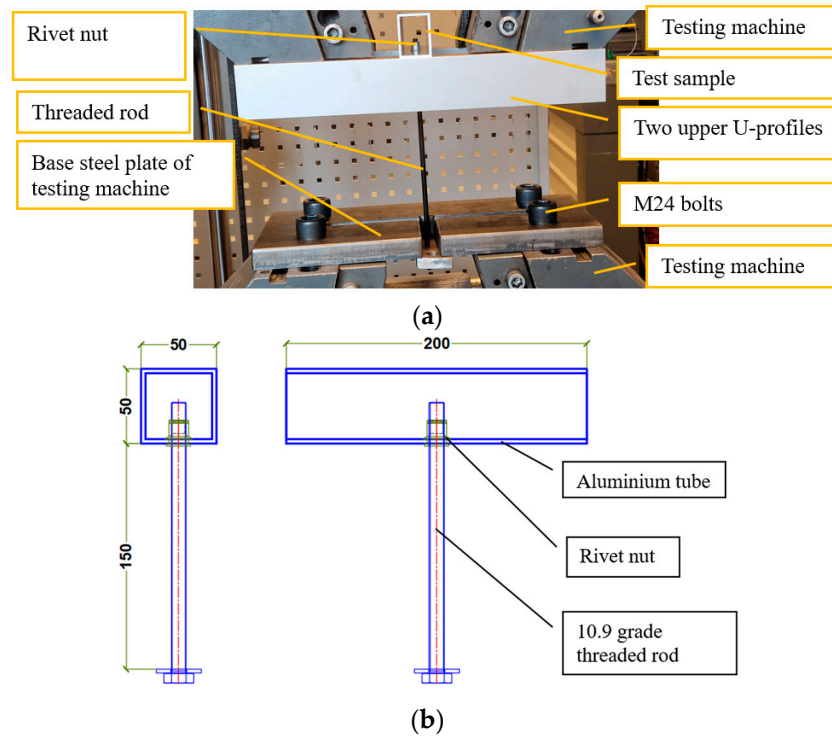 Rivet nut
Threaded rod
Base steel plate of
testing machine
Testing machine
Test sample
Two upper U-profiles
M24 bolts
Testing machine
(a)
50
200
50
150
Aluminium tube
Rivet nut
10.9 grade
threaded rod
(b)